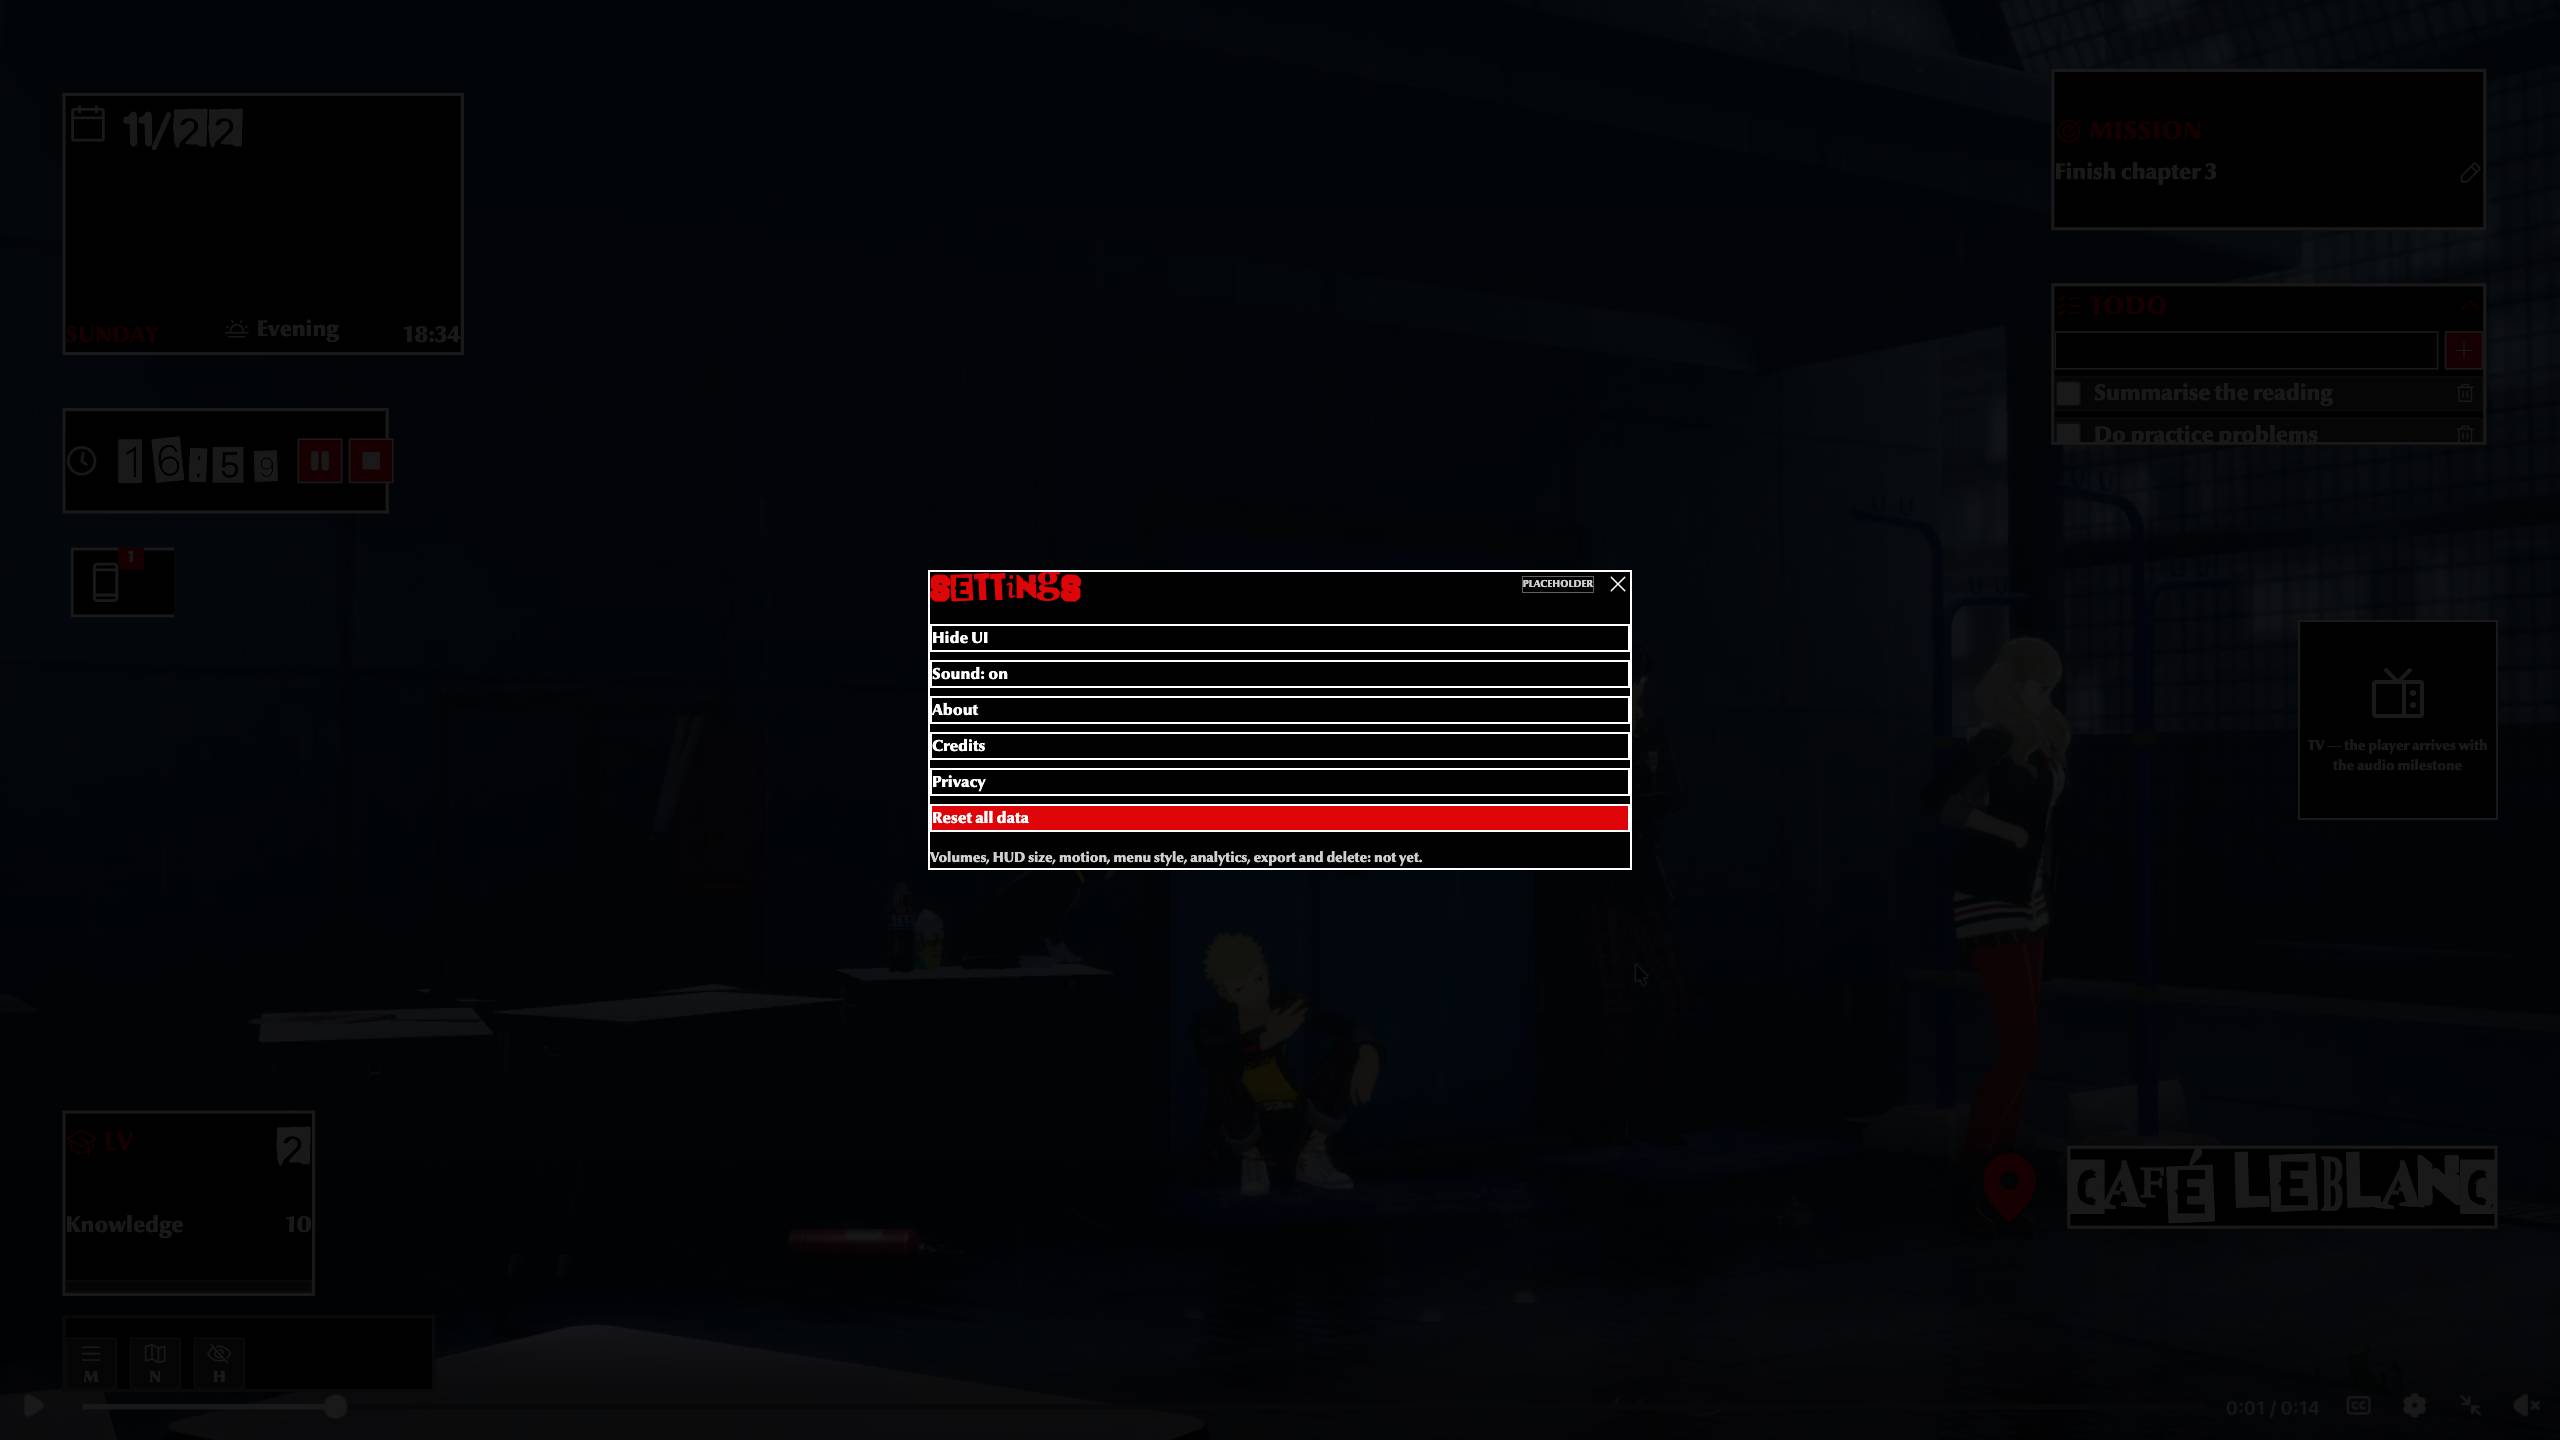 11/22
SUNDAY
Evening
18:34
16:59
1
MISSION
Finish chapter 3
TODO
Summarise the reading
Do practice problems
SETTiNgS
PLACEHOLDER
Hide UI
Sound: on
About
Credits
Privacy
Reset all data
Volumes, HUD size, motion, menu style, analytics, export and delete: not yet.
TV — the player arrives with
the audio milestone
LV
2
Knowledge
10
CAFÉ LEBLANC
M
N
H
0:01 / 0:14
CC